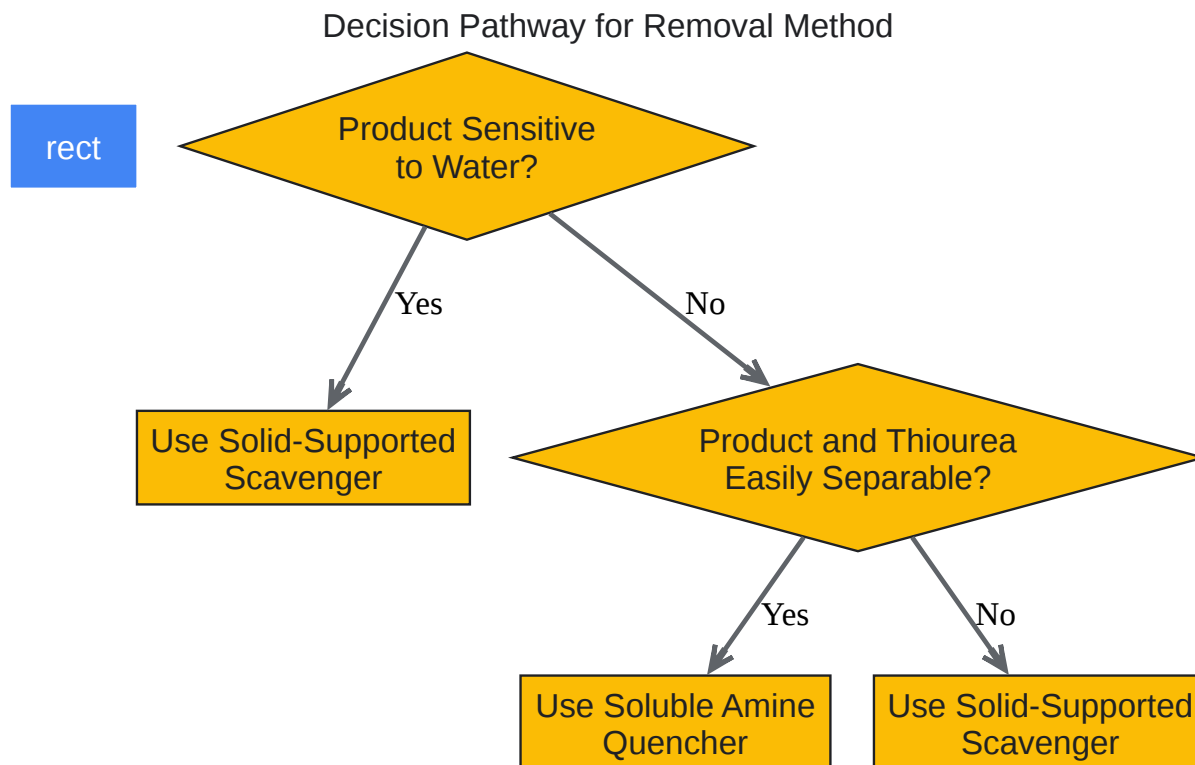 Decision Pathway for Removal Method
rect
Product Sensitive
to Water?
Yes
No
Use Solid-Supported
Scavenger
Product and Thiourea
Easily Separable?
Yes
No
Use Soluble Amine
Quencher
Use Solid-Supported
Scavenger